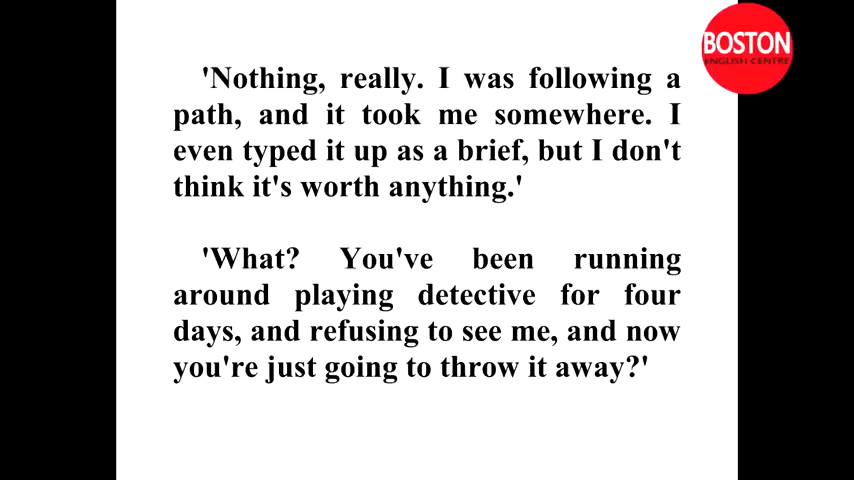 BOSTON
ENGLISH CENTRE
'Nothing, really. I was following a
path, and it took me somewhere. I
even typed it up as a brief, but I don't
think it's worth anything.'
'What? You've been running
around playing detective for four
days, and refusing to see me, and now
you're just going to throw it away?'